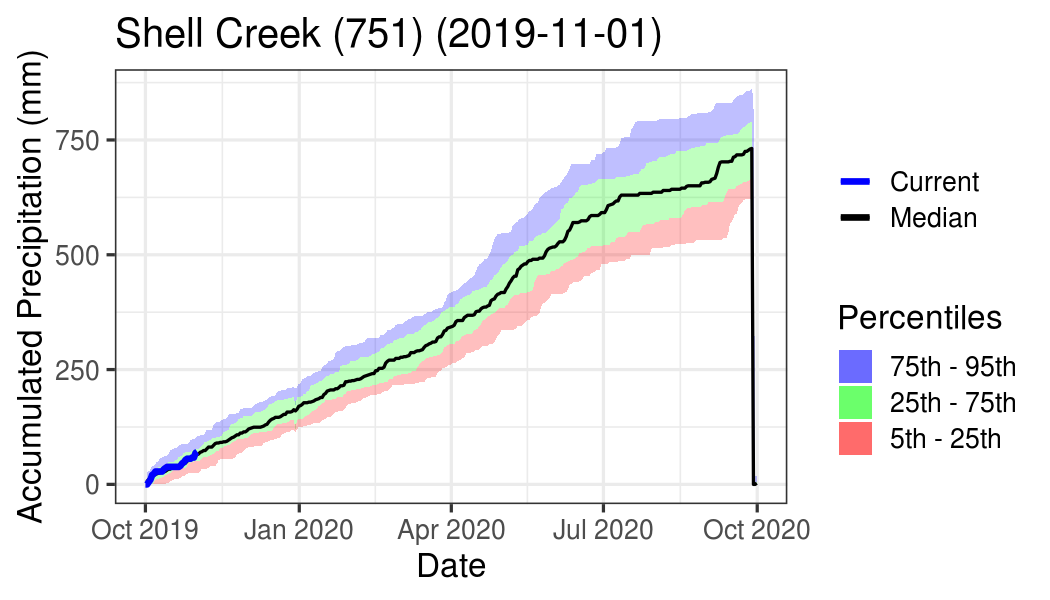 Shell Creek (751) (2019-11-01)
Accumulated Precipitation (mm)
750
500
250
0
Oct 2019
Jan 2020
Apr 2020
Jul 2020
Oct 2020
Date
Current
Median
Percentiles
75th - 95th
25th - 75th
5th - 25th